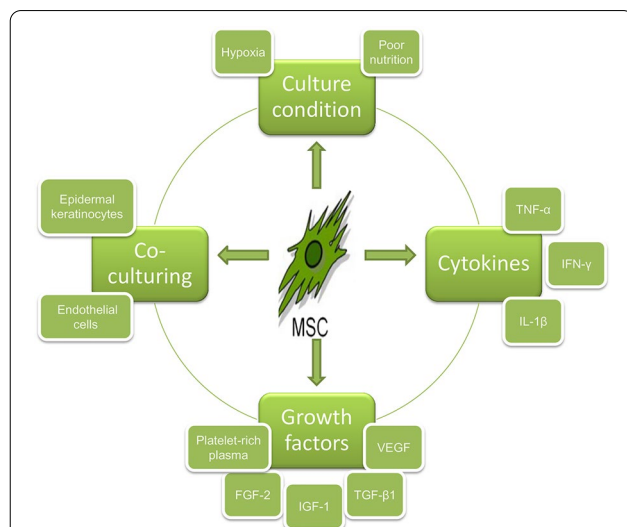 Hypoxia
Poor
nutrition
Culture
condition
Epidermal
keratinocytes
Co-
culturing
Endothelial
cells
TNF-α
Cytokines
IFN-γ
IL-1β
MSC
Growth
factors
Platelet-rich
plasma
VEGF
FGF-2
IGF-1
TGF-β1